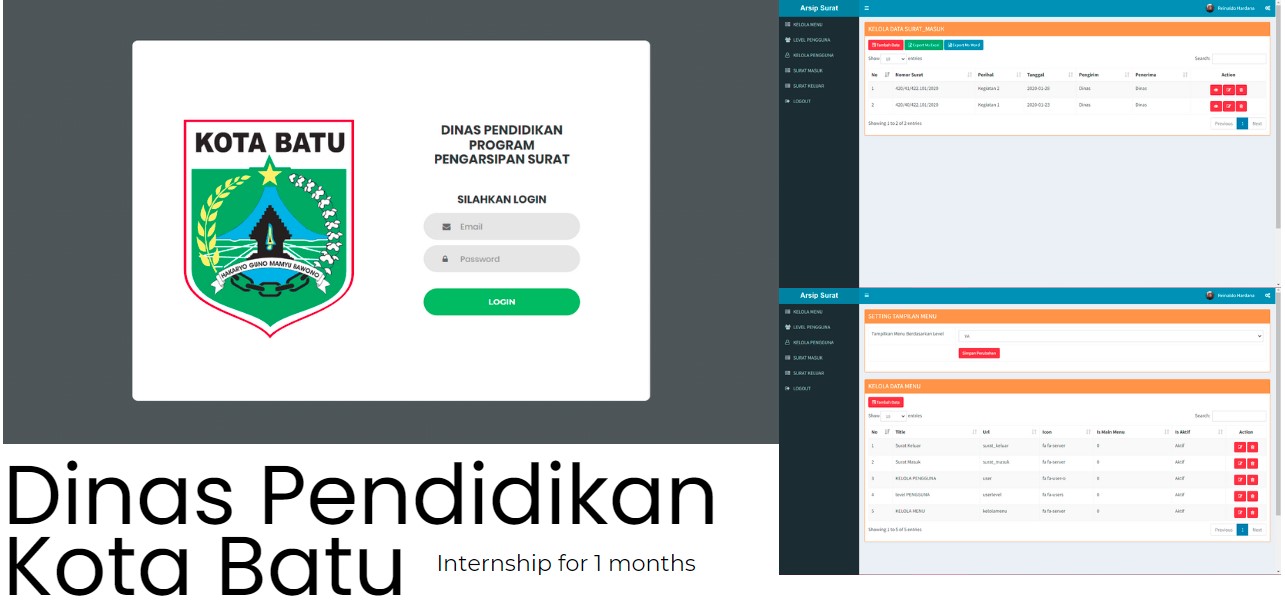 KOTA BATU
HAKARYO GUNO MAMYU BAWONO
DINAS PENDIDIKAN
PROGRAM
PENGARSIPAN SURAT
SILAHKAN LOGIN
Email
Password
LOGIN
Dinas Pendidikan
Kota Batu
Internship for 1 months
Arsip Surat
Reinaldo Hardana
KELOLA MENU
LEVEL PENGGUNA
KELOLA PENGGUNA
SURAT MASUK
SURAT KELUAR
LOGOUT
KELOLA DATA SURAT_MASUK
Tambah Data Export Ms Excel Export Ms Word
Show 10 entries Search:
No Nomor Surat Perihal Tanggal Pengirim Penerima Action
1 420/41/422.101/2020 Kegiatan 2 2020-01-26 Dinas Dinas
2 420/40/422.101/2020 Kegiatan 1 2020-01-23 Dinas Dinas
Showing 1 to 2 of 2 entries Previous 1 Next
Arsip Surat
Reinaldo Hardana
KELOLA MENU
LEVEL PENGGUNA
KELOLA PENGGUNA
SURAT MASUK
SURAT KELUAR
LOGOUT
SETTING TAMPILAN MENU
Tampilkan Menu Berdasarkan Level YA
Simpan Perubahan
KELOLA DATA MENU
Tambah Data
Show 10 entries Search:
No Title Url Icon Is Main Menu Is Aktif Action
1 Surat Keluar surat_keluar fa fa-server 0 Aktif
2 Surat Masuk surat_masuk fa fa-server 0 Aktif
3 KELOLA PENGGUNA user fa fa-user-o 0 Aktif
4 level PENGGUNA userlevel fa fa-users 0 Aktif
5 KELOLA MENU kelolamenu fa fa-server 0 Aktif
Showing 1 to 5 of 5 entries Previous 1 Next